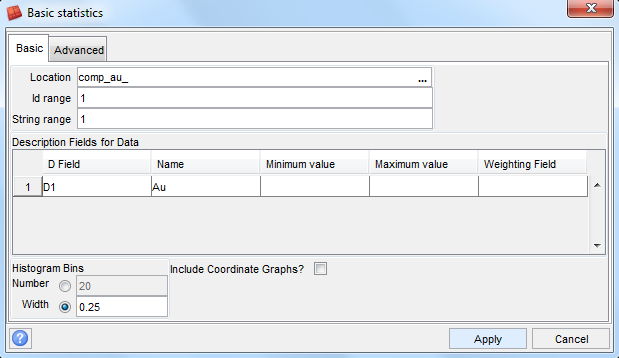 Basic statistics
Basic Advanced
Location comp_au_ ...
Id range 1
String range 1
Description Fields for Data
D Field Name Minimum value Maximum value Weighting Field
1 D1 Au
Histogram Bins Include Coordinate Graphs?
Number 20
Width 0.25
? Apply Cancel